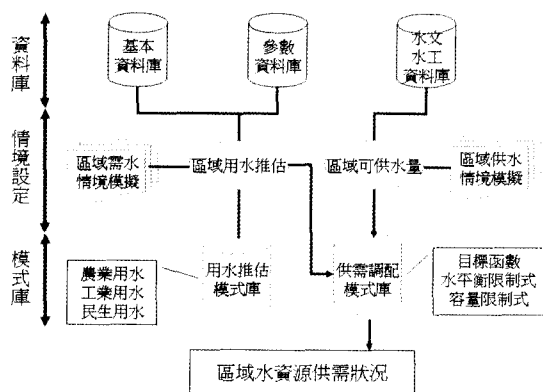 資料庫
基本
資料庫
參數
資料庫
水文
水工
資料庫
情境設定
區域需水
情境模擬
區域用水推估
區域可供水量
區域供水
情境模擬
模式庫
農業用水
工業用水
民生用水
用水推估
模式庫
供需調配
模式庫
目標函數
水平衡限制式
容量限制式
區域水資源供需狀況